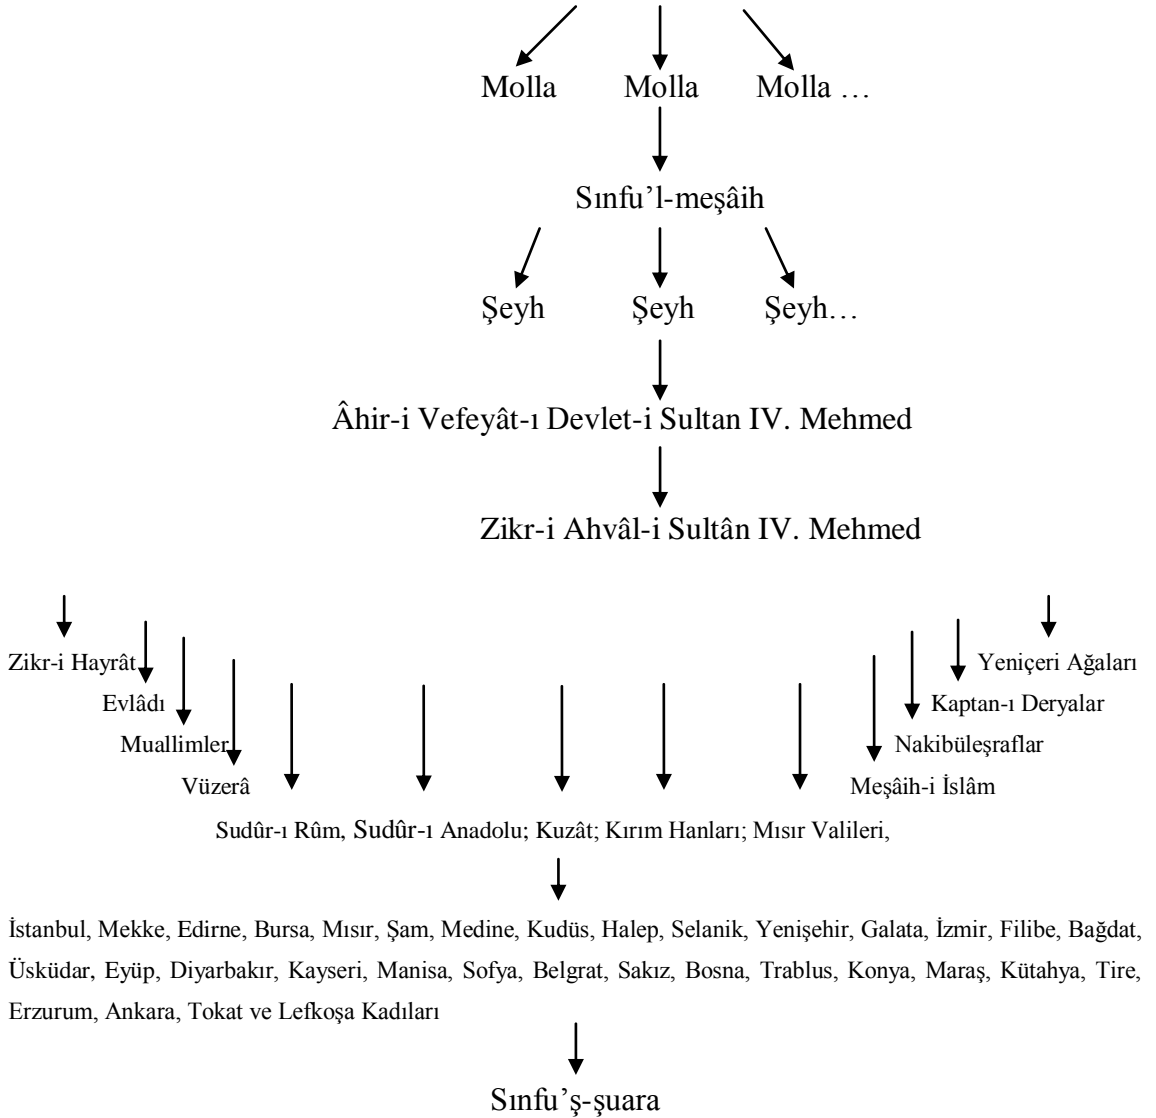 Molla Molla Molla …
Sınfu’l-meşâih
Şeyh Şeyh Şeyh…
Âhir-i Vefeyât-ı Devlet-i Sultan IV. Mehmed
Zikr-i Ahvâl-i Sultân IV. Mehmed
Zikr-i Hayrât Yeniçeri Ağaları
Evlâdı Kaptan-ı Deryalar
Muallimler Nakibüleşraflar
Vüzerâ Meşâih-i İslâm
Sudûr-ı Rûm, Sudûr-ı Anadolu; Kuzât; Kırım Hanları; Mısır Valileri,
İstanbul, Mekke, Edirne, Bursa, Mısır, Şam, Medine, Kudüs, Halep, Selanik, Yenişehir, Galata, İzmir, Filibe, Bağdat,
Üsküdar, Eyüp, Diyarbakır, Kayseri, Manisa, Sofya, Belgrat, Sakız, Bosna, Trablus, Konya, Maraş, Kütahya, Tire,
Erzurum, Ankara, Tokat ve Lefkoşa Kadıları
Sınfu’ş-şuara